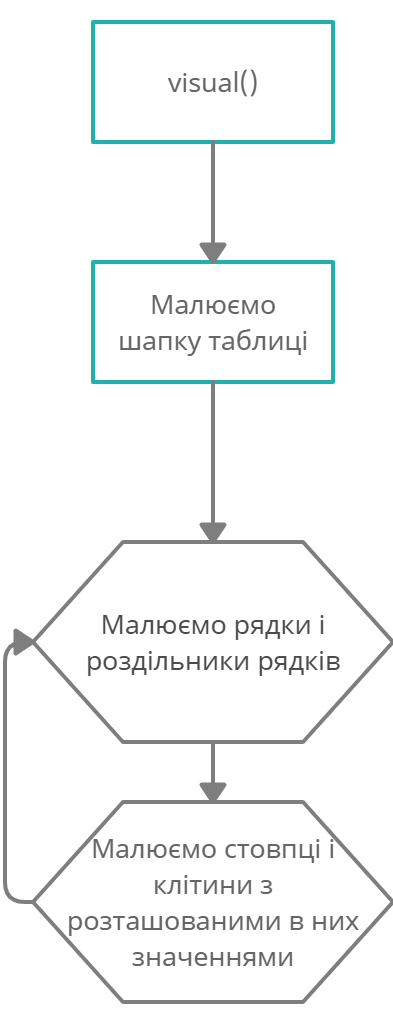 visual()
Малюємо
шапку таблиці
Малюємо рядки і
роздільники рядків
Малюємо стовпці і
клітини з
розташованими в них
значеннями